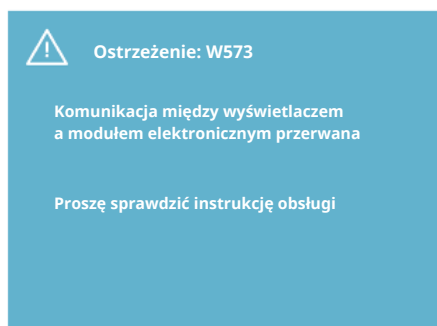 Ostrzeżenie: W573
Komunikacja między wyświetlaczem
a modułem elektronicznym przerwana
Proszę sprawdzić instrukcję obsługi